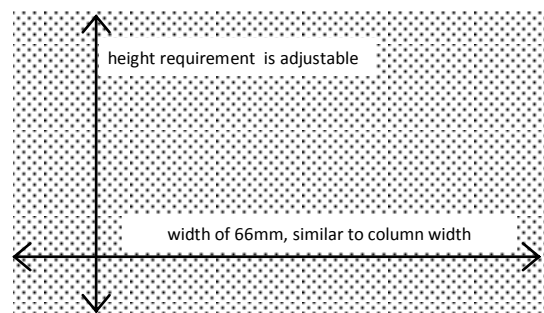 height requirement is adjustable
width of 66mm, similar to column width